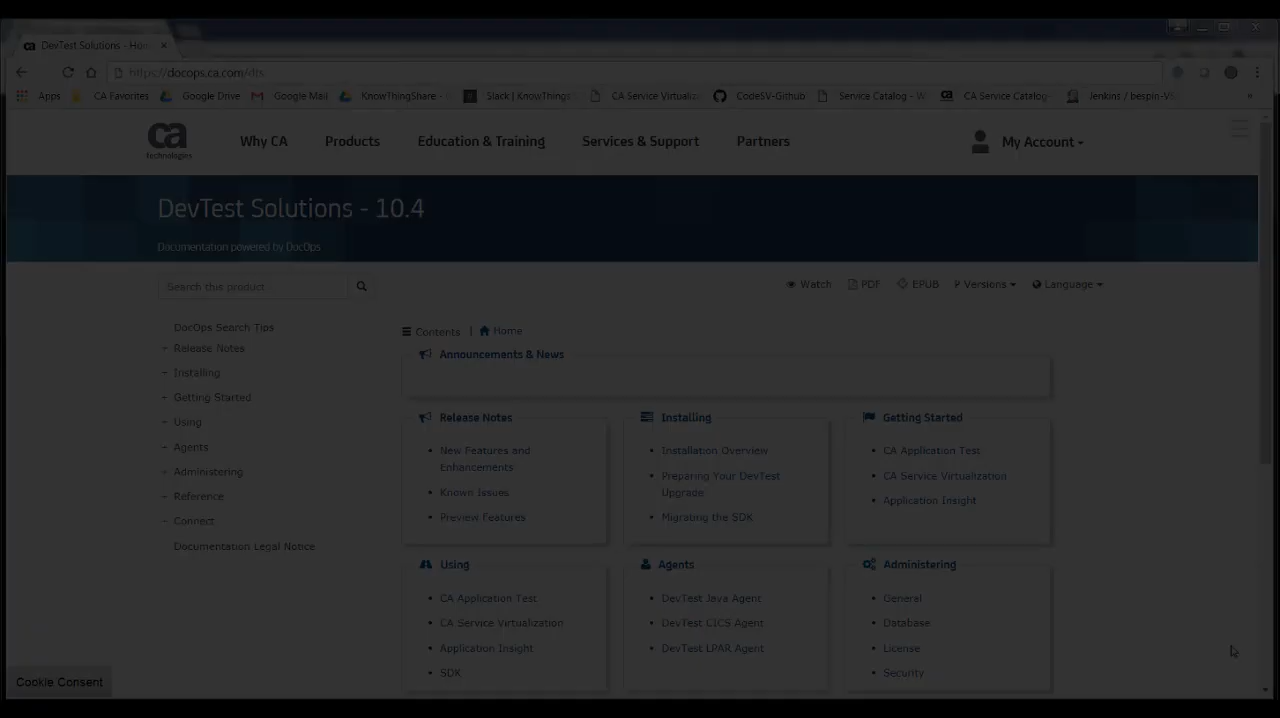 DevTest Solutions - Hom
https://docops.ca.com/dts
Apps CA Favorites Google Drive Google Mail KnowThingShare - Slack | KnowThings CA Service Virtualiz CodeSV-Github Service Catalog - W CA Service Catalog- Jenkins / bespin-V
ca
technologies
Why CA Products Education & Training Services & Support Partners My Account
DevTest Solutions - 10.4
Documentation powered by DocOps
Search this product
Watch PDF EPUB Versions Language
DocOps Search Tips
Release Notes
Installing
Getting Started
Using
Agents
Administering
Reference
Connect
Documentation Legal Notice
Contents | Home
Announcements & News
Release Notes
New Features and
Enhancements
Known Issues
Preview Features
Installing
Installation Overview
Preparing Your DevTest
Upgrade
Migrating the SDK
Getting Started
CA Application Test
CA Service Virtualization
Application Insight
Using
CA Application Test
CA Service Virtualization
Application Insight
SDK
Agents
DevTest Java Agent
DevTest CICS Agent
DevTest LPAR Agent
Administering
General
Database
License
Security
Cookie Consent